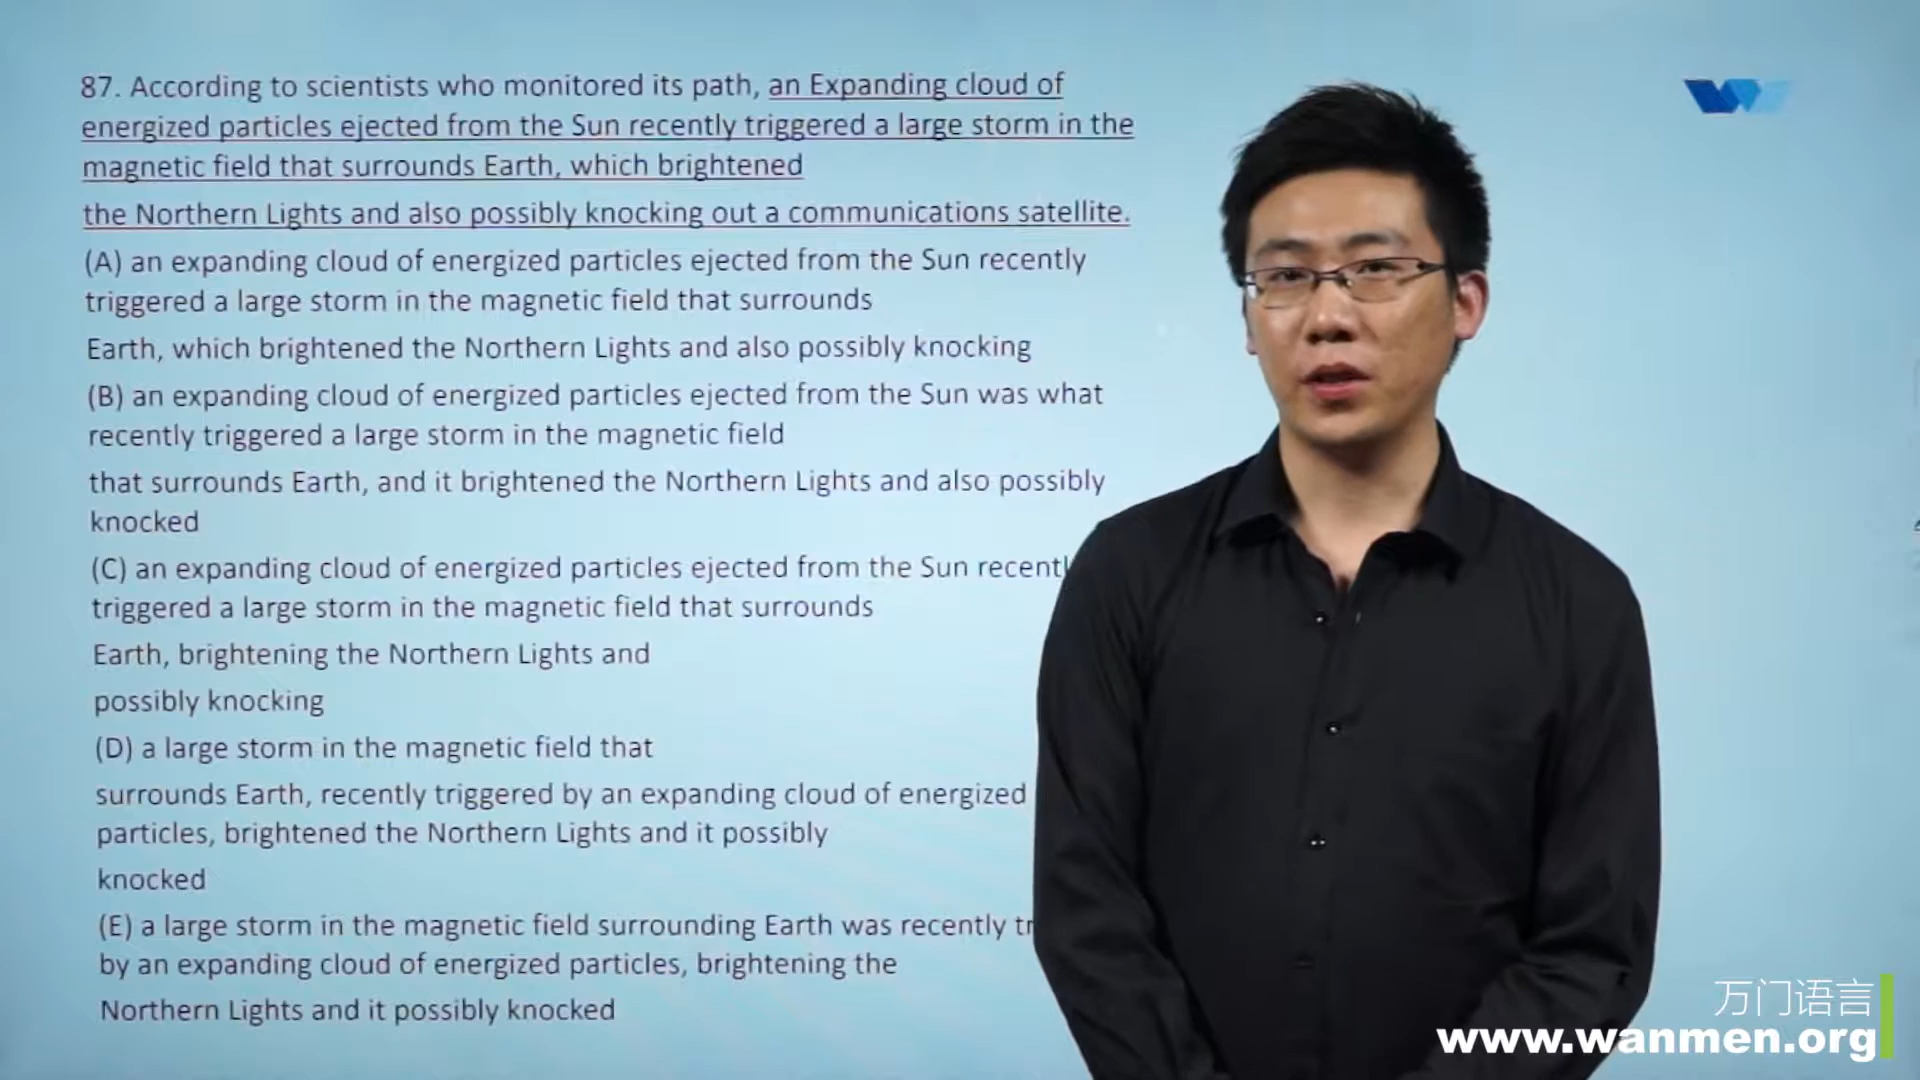 87. According to scientists who monitored its path, an Expanding cloud of
energized particles ejected from the Sun recently triggered a large storm in the
magnetic field that surrounds Earth, which brightened
the Northern Lights and also possibly knocking out a communications satellite.
(A) an expanding cloud of energized particles ejected from the Sun recently
triggered a large storm in the magnetic field that surrounds
Earth, which brightened the Northern Lights and also possibly knocking
(B) an expanding cloud of energized particles ejected from the Sun was what
recently triggered a large storm in the magnetic field
that surrounds Earth, and it brightened the Northern Lights and also possibly
knocked
(C) an expanding cloud of energized particles ejected from the Sun
triggered a large storm in the magnetic field that surrounds
Earth, brightening the Northern Lights and
possibly knocking
(D) a large storm in the magnetic field that
surrounds Earth, recently triggered by an expanding cloud of energized
particles, brightened the Northern Lights and it possibly
knocked
(E) a large storm in the magnetic field surrounding Earth was recently
by an expanding cloud of energized particles, brightening the
Northern Lights and it possibly knocked
万门语言
www.wanmen.org